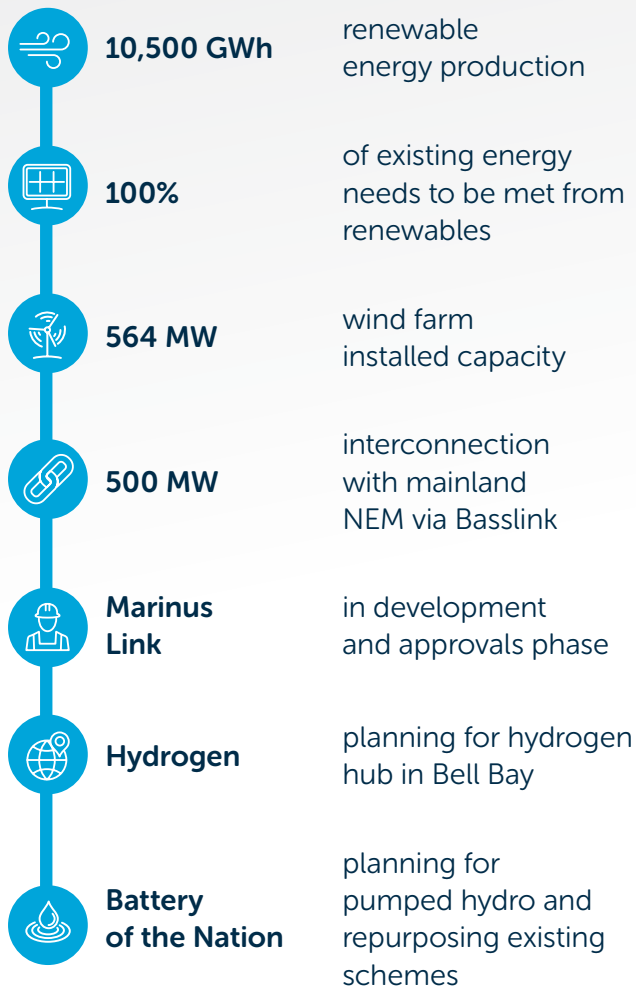 10,500 GWh
renewable
energy production
100%
of existing energy
needs to be met from
renewables
564 MW
wind farm
installed capacity
500 MW
interconnection
with mainland
NEM via Basslink
Marinus
Link
in development
and approvals phase
Hydrogen
planning for hydrogen
hub in Bell Bay
Battery
of the Nation
planning for
pumped hydro and
repurposing existing
schemes